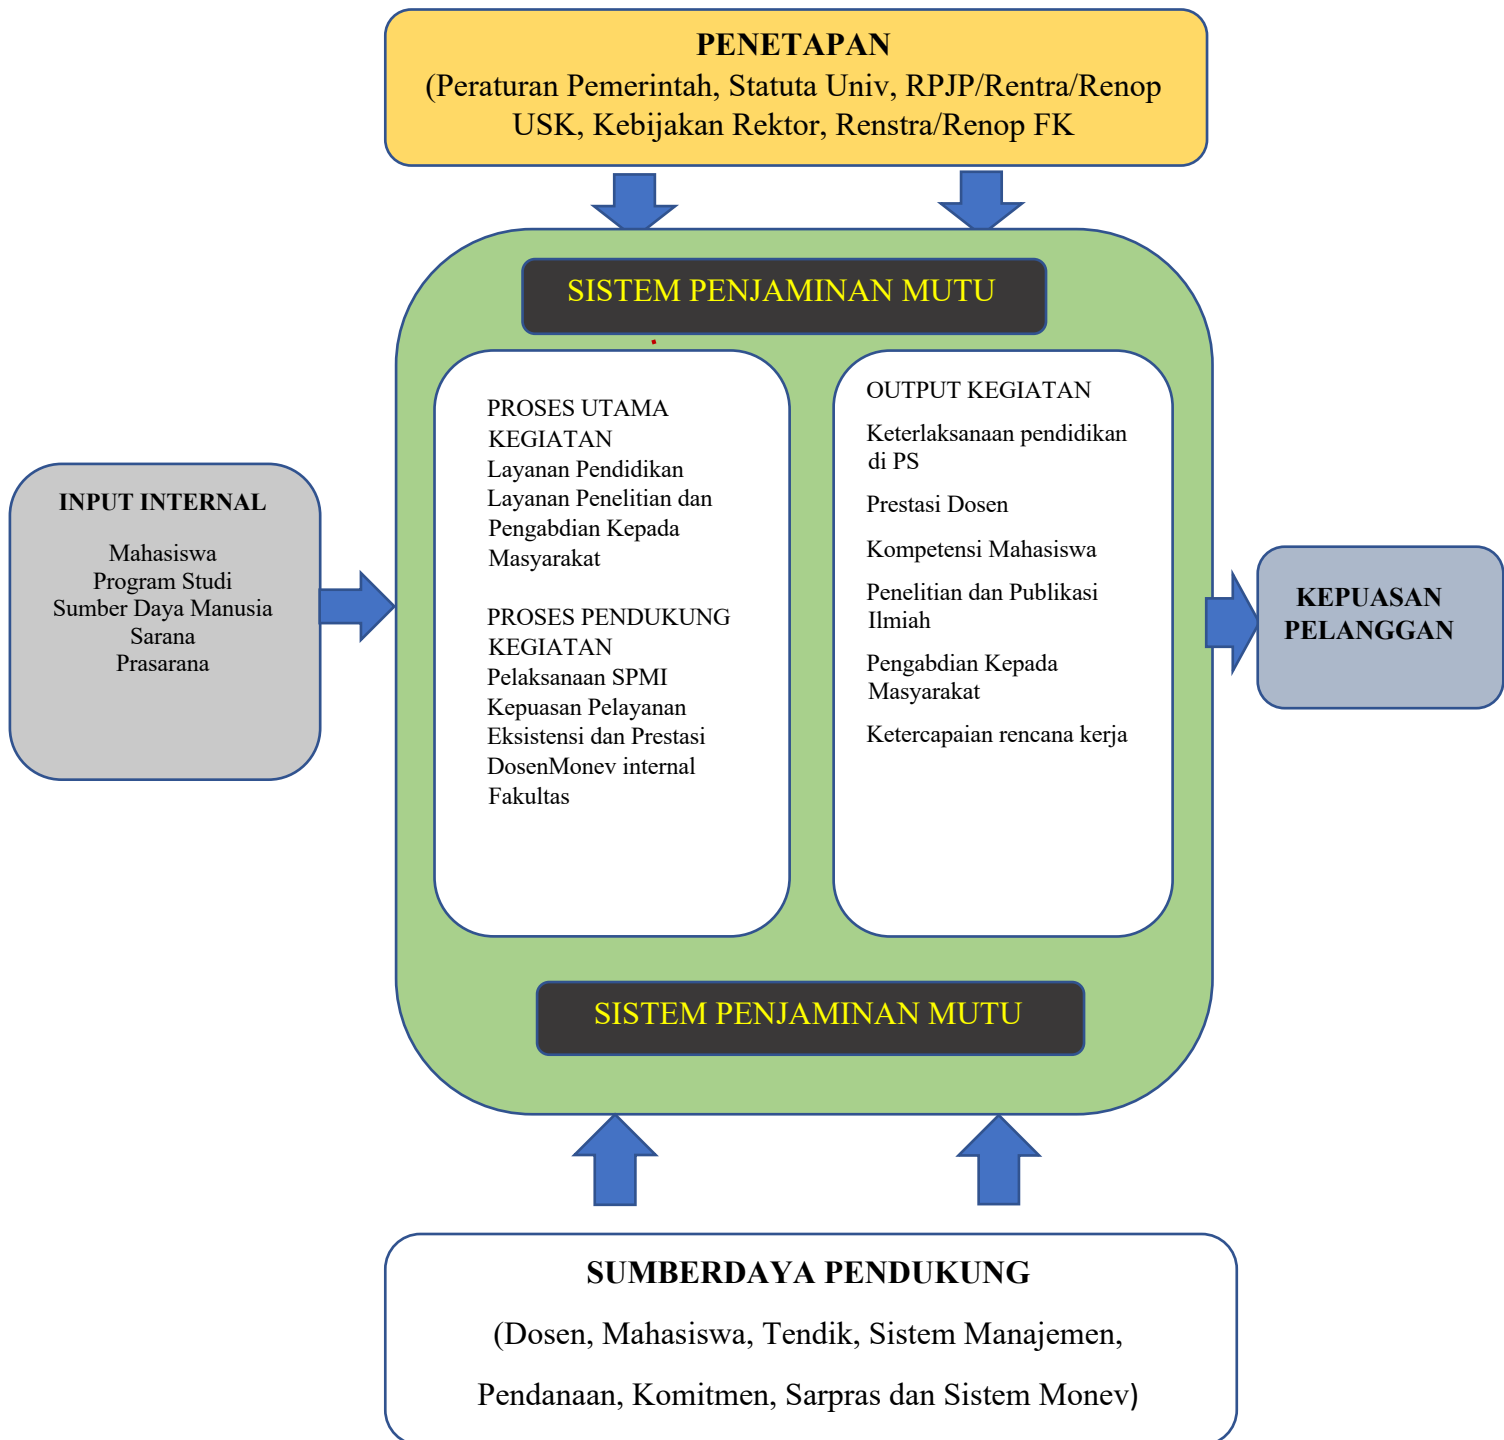 PENETAPAN
(Peraturan Pemerintah, Statuta Univ, RPJP/Rentra/Renop
USK, Kebijakan Rektor, Renstra/Renop FK
SISTEM PENJAMINAN MUTU
INPUT INTERNAL
Mahasiswa
Program Studi
Sumber Daya Manusia
Sarana
Prasarana
PROSES UTAMA
KEGIATAN
Layanan Pendidikan
Layanan Penelitian dan
Pengabdian Kepada
Masyarakat
PROSES PENDUKUNG
KEGIATAN
Pelaksanaan SPMI
Kepuasan Pelayanan
Eksistensi dan Prestasi
DosenMonev internal
Fakultas
OUTPUT KEGIATAN
Keterlaksanaan pendidikan
di PS
Prestasi Dosen
Kompetensi Mahasiswa
Penelitian dan Publikasi
Ilmiah
Pengabdian Kepada
Masyarakat
Ketercapaian rencana kerja
KEPUASAN
PELANGGAN
SISTEM PENJAMINAN MUTU
SUMBERDAYA PENDUKUNG
(Dosen, Mahasiswa, Tendik, Sistem Manajemen,
Pendanaan, Komitmen, Sarpras dan Sistem Monev)